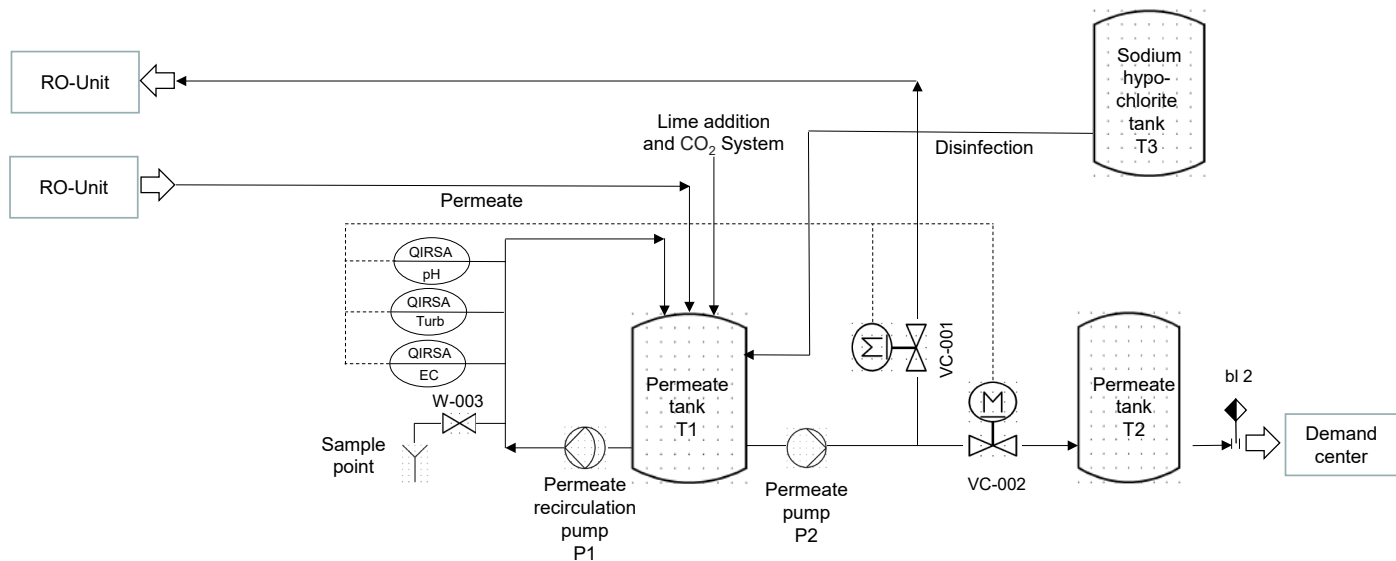 Sodium
hypo-
chlorite
tank
T3
RO-Unit
Lime addition
and CO₂ System
Disinfection
RO-Unit
Permeate
QIRSA
pH
QIRSA
Turb
QIRSA
EC
W-003
Sample
point
Permeate
recirculation
pump
P1
Permeate
tank
T1
Permeate
pump
P2
M
VC-001
M
VC-002
Permeate
tank
T2
bl 2
Demand
center